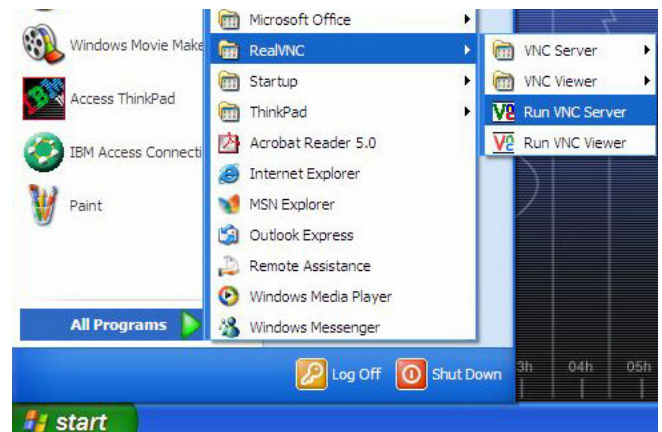 Windows Movie Make
Access ThinkPad
IBM Access Connecti
Paint
All Programs
Microsoft Office
RealVNC
Startup
ThinkPad
Acrobat Reader 5.0
Internet Explorer
MSN Explorer
Outlook Express
Remote Assistance
Windows Media Player
Windows Messenger
VNC Server
VNC Viewer
Run VNC Server
Run VNC Viewer
Log Off Shut Down
3h 04h 05h
start